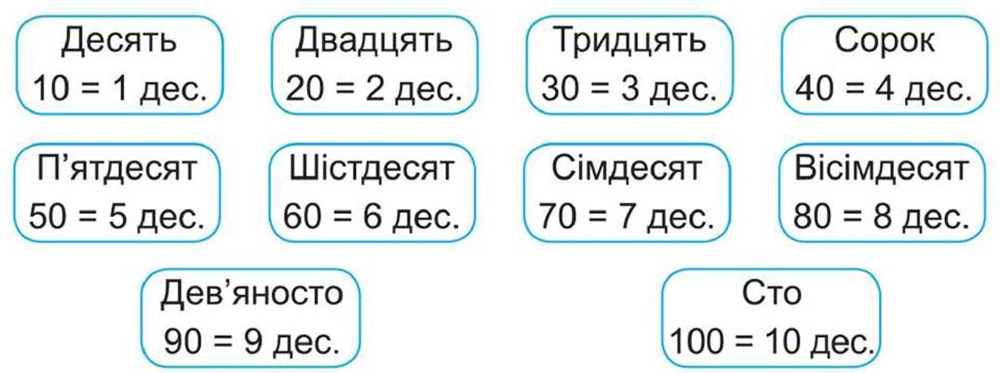 Десять
10 = 1 дес.
Двадцять
20 = 2 дес.
Тридцять
30 = 3 дес.
Сорок
40 = 4 дес.
П’ятдесят
50 = 5 дес.
Шістдесят
60 = 6 дес.
Сімдесят
70 = 7 дес.
Вісімдесят
80 = 8 дес.
Дев’яносто
90 = 9 дес.
Сто
100 = 10 дес.